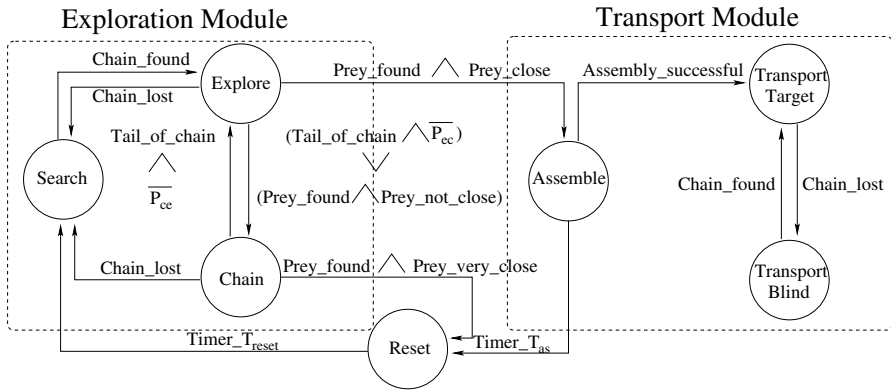 Exploration Module
Transport Module
Chain_found
Chain_lost
Explore
Prey_found ∧ Prey_close
Assembly_successful
Transport
Target
Tail_of_chain
∧
P̅ce
(Tail_of_chain ∧ P̅ec)
∨
(Prey_found ∧ Prey_not_close)
Search
Assemble
Chain_found
Chain_lost
Chain_lost
Chain
Prey_found ∧ Prey_very_close
Transport
Blind
Timer_Treset
Reset
Timer_Tas